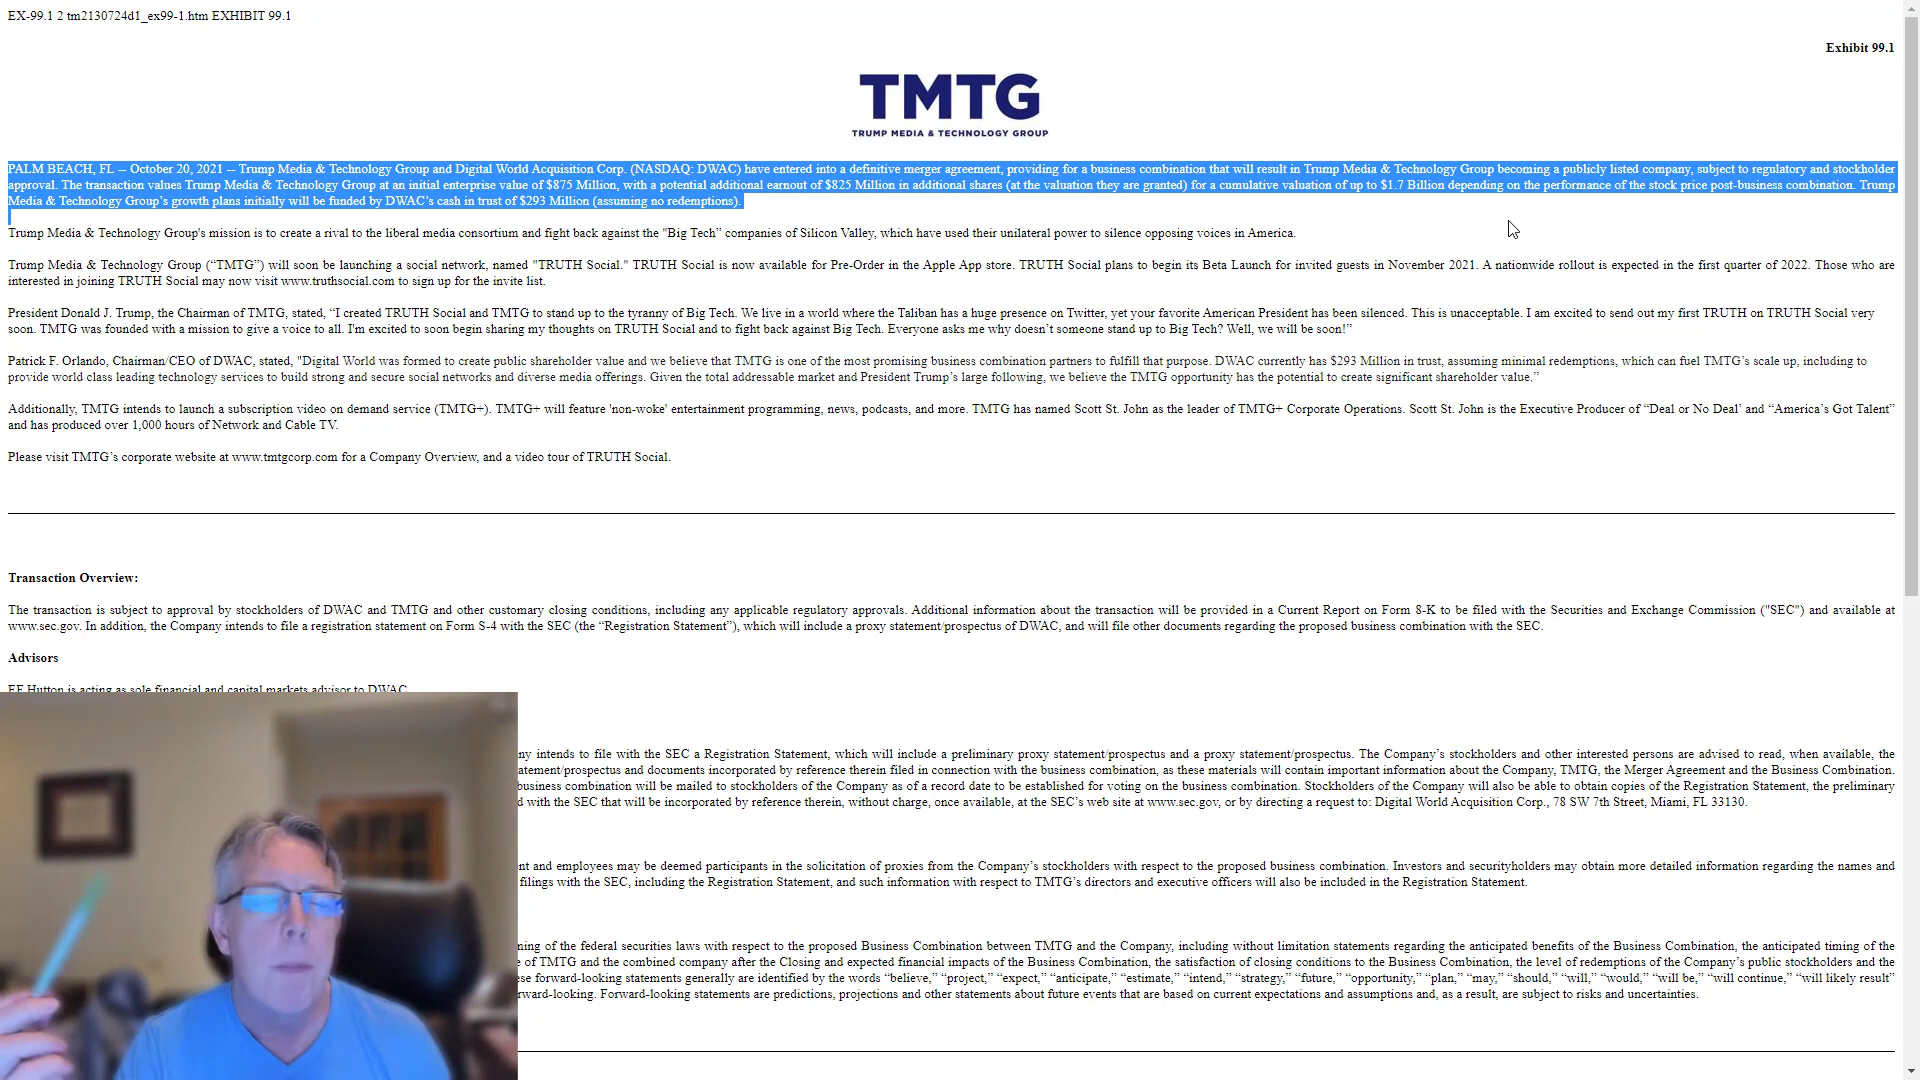 EX-99.1 2 tm2130724d1_ex99-1.htm EXHIBIT 99.1
Exhibit 99.1
TMTG
TRUMP MEDIA & TECHNOLOGY GROUP
PALM BEACH, FL -- October 20, 2021 -- Trump Media & Technology Group and Digital World Acquisition Corp. (NASDAQ: DWAC) have entered into a definitive merger agreement, providing for a business combination that will result in Trump Media & Technology Group becoming a publicly listed company, subject to regulatory and stockholder
approval. The transaction values Trump Media & Technology Group at an initial enterprise value of $875 Million, with a potential additional earnout of $825 Million in additional shares (at the valuation they are granted) for a cumulative valuation of up to $1.7 Billion depending on the performance of the stock price post-business combination. Trump
Media & Technology Group’s growth plans initially will be funded by DWAC’s cash in trust of $293 Million (assuming no redemptions).
Trump Media & Technology Group's mission is to create a rival to the liberal media consortium and fight back against the "Big Tech” companies of Silicon Valley, which have used their unilateral power to silence opposing voices in America.
Trump Media & Technology Group (“TMTG”) will soon be launching a social network, named "TRUTH Social." TRUTH Social is now available for Pre-Order in the Apple App store. TRUTH Social plans to begin its Beta Launch for invited guests in November 2021. A nationwide rollout is expected in the first quarter of 2022. Those who are
interested in joining TRUTH Social may now visit www.truthsocial.com to sign up for the invite list.
President Donald J. Trump, the Chairman of TMTG, stated, “I created TRUTH Social and TMTG to stand up to the tyranny of Big Tech. We live in a world where the Taliban has a huge presence on Twitter, yet your favorite American President has been silenced. This is unacceptable. I am excited to send out my first TRUTH on TRUTH Social very
soon. TMTG was founded with a mission to give a voice to all. I'm excited to soon begin sharing my thoughts on TRUTH Social and to fight back against Big Tech. Everyone asks me why doesn’t someone stand up to Big Tech? Well, we will be soon!”
Patrick F. Orlando, Chairman/CEO of DWAC, stated, "Digital World was formed to create public shareholder value and we believe that TMTG is one of the most promising business combination partners to fulfill that purpose. DWAC currently has $293 Million in trust, assuming minimal redemptions, which can fuel TMTG’s scale up, including to
provide world class leading technology services to build strong and secure social networks and diverse media offerings. Given the total addressable market and President Trump’s large following, we believe the TMTG opportunity has the potential to create significant shareholder value.”
Additionally, TMTG intends to launch a subscription video on demand service (TMTG+). TMTG+ will feature 'non-woke' entertainment programming, news, podcasts, and more. TMTG has named Scott St. John as the leader of TMTG+ Corporate Operations. Scott St. John is the Executive Producer of “Deal or No Deal’ and “America’s Got Talent”
and has produced over 1,000 hours of Network and Cable TV.
Please visit TMTG’s corporate website at www.tmtgcorp.com for a Company Overview, and a video tour of TRUTH Social.
Transaction Overview:
The transaction is subject to approval by stockholders of DWAC and TMTG and other customary closing conditions, including any applicable regulatory approvals. Additional information about the transaction will be provided in a Current Report on Form 8-K to be filed with the Securities and Exchange Commission ("SEC") and available at
www.sec.gov. In addition, the Company intends to file a registration statement on Form S-4 with the SEC (the “Registration Statement”), which will include a proxy statement/prospectus of DWAC, and will file other documents regarding the proposed business combination with the SEC.
Advisors
EF Hutton is acting as sole financial and capital markets advisor to DWAC
ny intends to file with the SEC a Registration Statement, which will include a preliminary proxy statement/prospectus and a proxy statement/prospectus. The Company’s stockholders and other interested persons are advised to read, when available, the
atement/prospectus and documents incorporated by reference therein filed in connection with the business combination, as these materials will contain important information about the Company, TMTG, the Merger Agreement and the Business Combination.
business combination will be mailed to stockholders of the Company as of a record date to be established for voting on the business combination. Stockholders of the Company will also be able to obtain copies of the Registration Statement, the preliminary
d with the SEC that will be incorporated by reference therein, without charge, once available, at the SEC’s web site at www.sec.gov, or by directing a request to: Digital World Acquisition Corp., 78 SW 7th Street, Miami, FL 33130.
ent and employees may be deemed participants in the solicitation of proxies from the Company’s stockholders with respect to the proposed business combination. Investors and securityholders may obtain more detailed information regarding the names and
filings with the SEC, including the Registration Statement, and such information with respect to TMTG’s directors and executive officers will also be included in the Registration Statement.
ning of the federal securities laws with respect to the proposed Business Combination between TMTG and the Company, including without limitation statements regarding the anticipated benefits of the Business Combination, the anticipated timing of the
e of TMTG and the combined company after the Closing and expected financial impacts of the Business Combination, the satisfaction of closing conditions to the Business Combination, the level of redemptions of the Company’s public stockholders and the
ese forward-looking statements generally are identified by the words “believe,” “project,” “expect,” “anticipate,” “estimate,” “intend,” “strategy,” “future,” “opportunity,” “plan,” “may,” “should,” “will,” “would,” “will be,” “will continue,” “will likely result”
rward-looking. Forward-looking statements are predictions, projections and other statements about future events that are based on current expectations and assumptions and, as a result, are subject to risks and uncertainties.